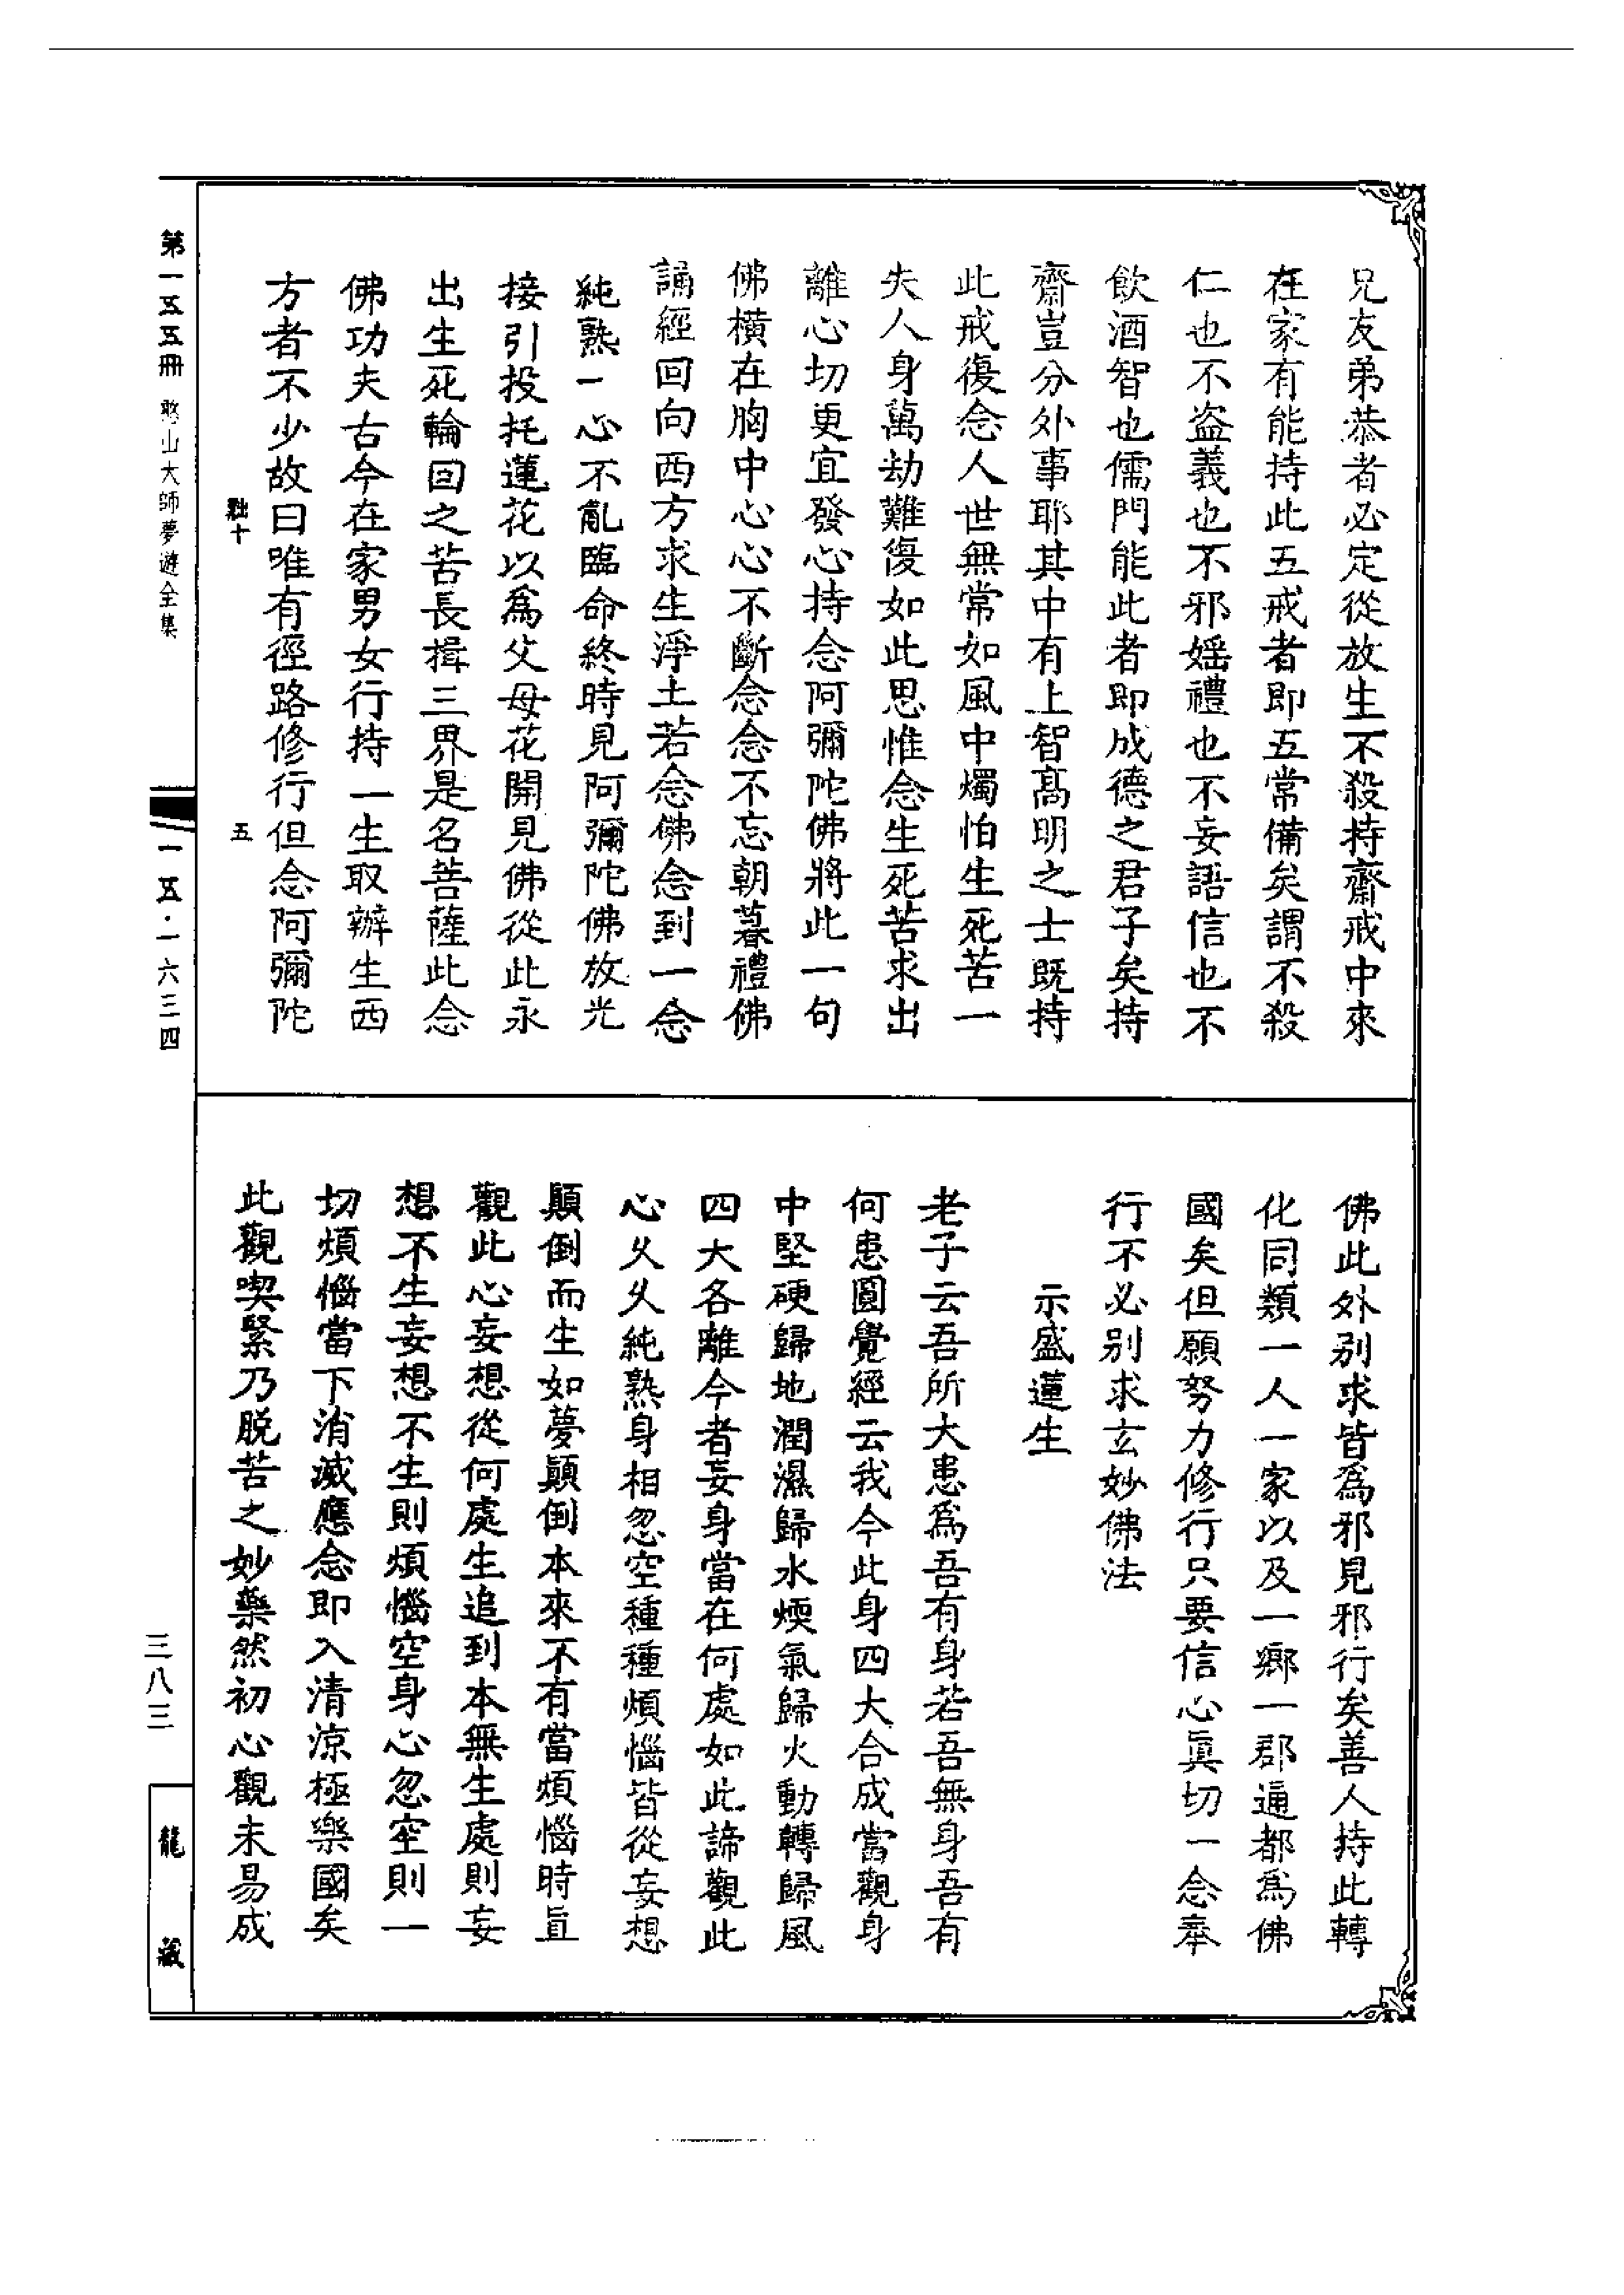 兄友弟恭者必定從放生不殺持齋戒中來
在家有能持此五戒者即五常備矣謂不殺
仁也不盜義也不邪婬禮也不妄語信也不
飲酒智也儒門能此者即成德之君子矣持
齋豈分外事耶其中有上智高明之士既持
此戒復念人世無常如風中燭怕生死苦一
失人身萬劫難復如此思惟念生死苦求出
離心切更宜發心持念阿彌陀佛將此一句
佛橫在胸中心心不斷念念不忘朝暮禮佛
誦經回向西方求生淨土若念佛念到一念
純熟一心不亂臨命終時見阿彌陀佛放光
接引投托蓮花以為父母花開見佛從此永
出生死輪回之苦長揖三界是名菩薩此念
佛功夫古今在家男女行持一生取辦生西
方者不少故曰唯有徑路修行但念阿彌陀
十
五
佛此外別求皆為邪見邪行矣善人持此轉
化同類一人一家以及一鄉一郡遍都為佛
國矣但願努力修行只要信心真切一念奉
行不必別求玄妙佛法
示盛蓮生
老子云吾所大患為吾有身若吾無身吾有
何患圓覺經云我今此身四大合成當觀身
中堅硬歸地潤濕歸水煖氣歸火動轉歸風
四大各離今者妄身當在何處如此諦觀此
心久久純熟身相忽空種種煩惱皆從妄想
顛倒而生如夢顛倒本來不有當煩惱時直
觀此心妄想從何處生追到本無生處則妄
想不生妄想不生則煩惱空身心忽空則一
切煩惱當下消滅應念即入清涼極樂國矣
此觀喫緊乃脫苦之妙藥然初心觀未易成
第一五五冊 憨山大師夢遊全集
一五·一六三四
三八三
龍藏